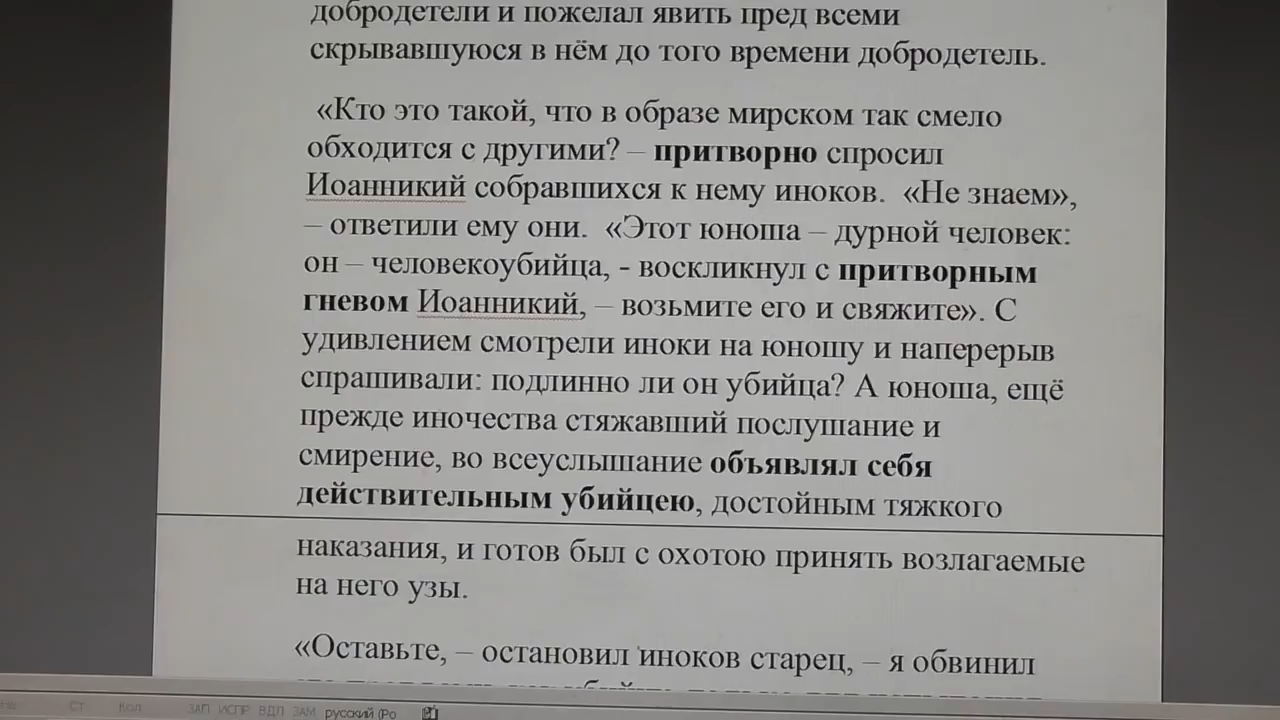 добродетели и пожелал явить пред всеми
скрывавшуюся в нём до того времени добродетель.
«Кто это такой, что в образе мирском так смело
обходится с другими? – притворно спросил
Иоанникий собравшихся к нему иноков. «Не знаем»,
– ответили ему они. «Этот юноша – дурной человек:
он – человекоубийца, - воскликнул с притворным
гневом Иоанникий, – возьмите его и свяжите». С
удивлением смотрели иноки на юношу и наперерыв
спрашивали: подлинно ли он убийца? А юноша, ещё
прежде иночества стяжавший послушание и
смирение, во всеуслышание объявлял себя
действительным убийцею, достойным тяжкого
наказания, и готов был с охотою принять возлагаемые
на него узы.
«Оставьте, – остановил иноков старец, – я обвинил
Ст Кол ЗАП ИСПР ВДЛ ЗАМ русский (Ро